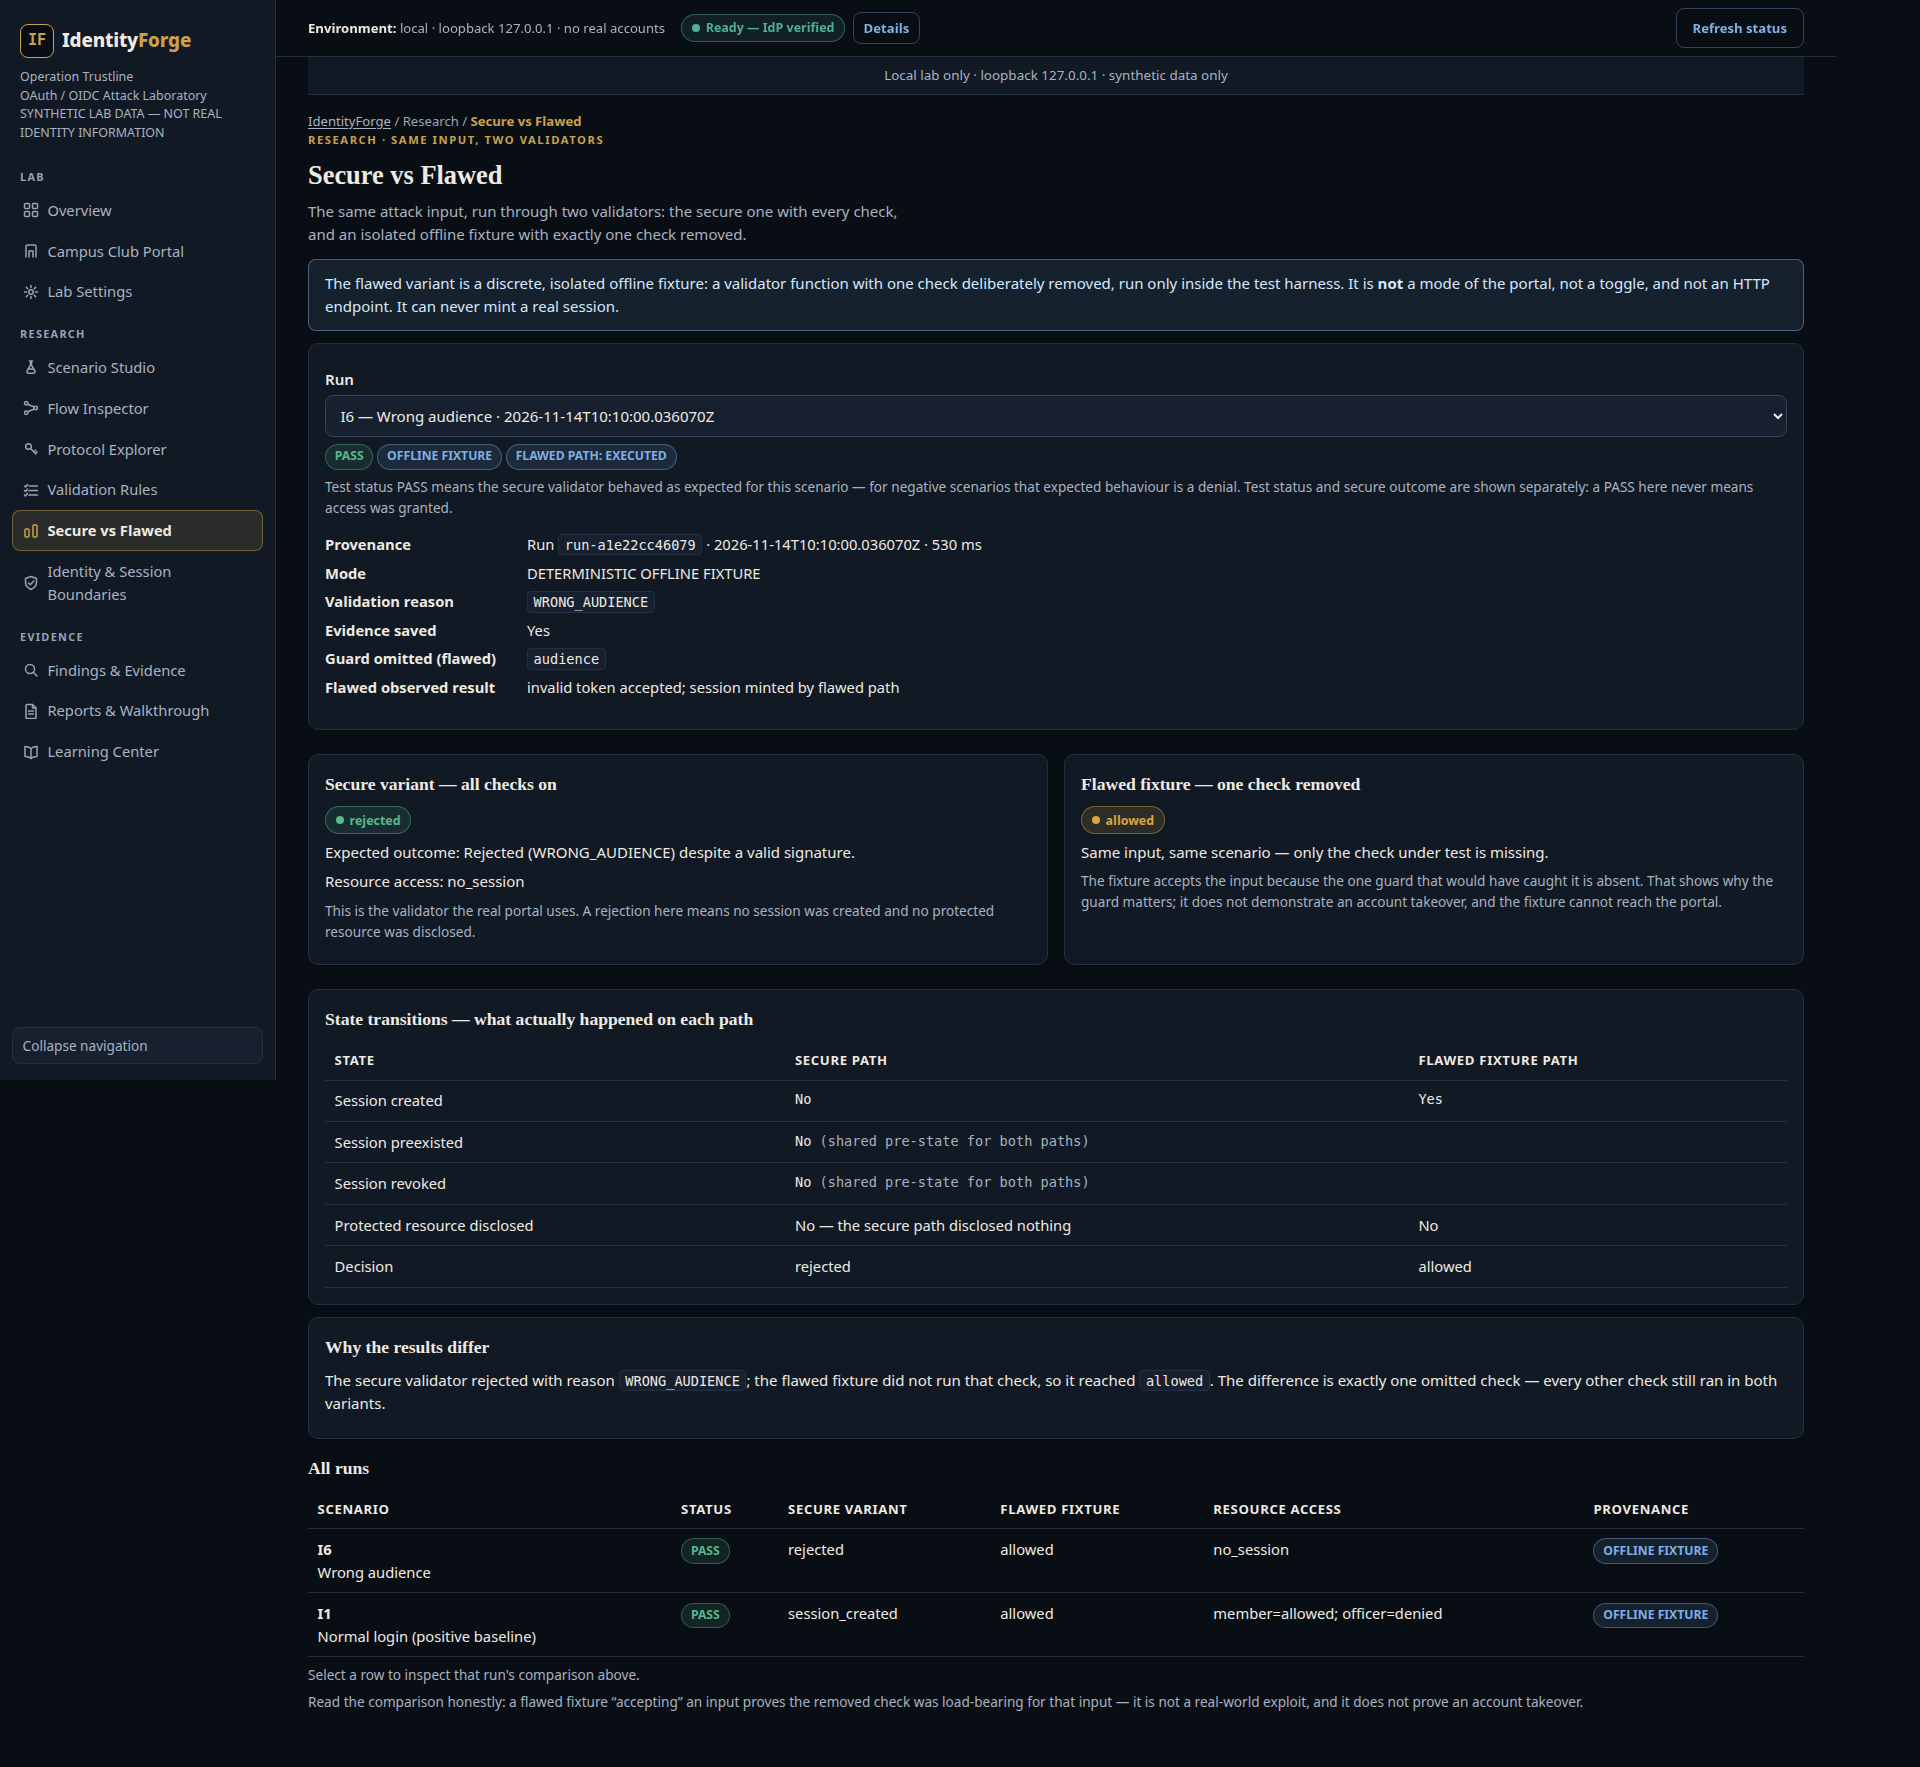 IF IdentityForge
Operation Trustline
OAuth / OIDC Attack Laboratory
SYNTHETIC LAB DATA — NOT REAL
IDENTITY INFORMATION
LAB
Overview
Campus Club Portal
Lab Settings
RESEARCH
Scenario Studio
Flow Inspector
Protocol Explorer
Validation Rules
Secure vs Flawed
Identity & Session
Boundaries
EVIDENCE
Findings & Evidence
Reports & Walkthrough
Learning Center
Collapse navigation
Environment: local · loopback 127.0.0.1 · no real accounts Ready — IdP verified Details Refresh status
Local lab only · loopback 127.0.0.1 · synthetic data only
IdentityForge / Research / Secure vs Flawed
RESEARCH · SAME INPUT, TWO VALIDATORS
Secure vs Flawed
The same attack input, run through two validators: the secure one with every check,
and an isolated offline fixture with exactly one check removed.
The flawed variant is a discrete, isolated offline fixture: a validator function with one check deliberately removed, run only inside the test harness. It is not a mode of the portal, not a toggle, and not an HTTP
endpoint. It can never mint a real session.
Run
I6 — Wrong audience · 2026-11-14T10:10:00.036070Z
PASS OFFLINE FIXTURE FLAWED PATH: EXECUTED
Test status PASS means the secure validator behaved as expected for this scenario — for negative scenarios that expected behaviour is a denial. Test status and secure outcome are shown separately: a PASS here never means
access was granted.
Provenance Run run-a1e22cc46079 · 2026-11-14T10:10:00.036070Z · 530 ms
Mode DETERMINISTIC OFFLINE FIXTURE
Validation reason WRONG_AUDIENCE
Evidence saved Yes
Guard omitted (flawed) audience
Flawed observed result invalid token accepted; session minted by flawed path
Secure variant — all checks on
rejected
Expected outcome: Rejected (WRONG_AUDIENCE) despite a valid signature.
Resource access: no_session
This is the validator the real portal uses. A rejection here means no session was created and no protected
resource was disclosed.
Flawed fixture — one check removed
allowed
Same input, same scenario — only the check under test is missing.
The fixture accepts the input because the one guard that would have caught it is absent. That shows why the
guard matters; it does not demonstrate an account takeover, and the fixture cannot reach the portal.
State transitions — what actually happened on each path
STATE SECURE PATH FLAWED FIXTURE PATH
Session created No Yes
Session preexisted No (shared pre-state for both paths)
Session revoked No (shared pre-state for both paths)
Protected resource disclosed No — the secure path disclosed nothing No
Decision rejected allowed
Why the results differ
The secure validator rejected with reason WRONG_AUDIENCE; the flawed fixture did not run that check, so it reached allowed. The difference is exactly one omitted check — every other check still ran in both
variants.
All runs
SCENARIO STATUS SECURE VARIANT FLAWED FIXTURE RESOURCE ACCESS PROVENANCE
I6 PASS rejected allowed no_session OFFLINE FIXTURE
Wrong audience
I1 PASS session_created allowed member=allowed; officer=denied OFFLINE FIXTURE
Normal login (positive baseline)
Select a row to inspect that run's comparison above.
Read the comparison honestly: a flawed fixture “accepting” an input proves the removed check was load-bearing for that input — it is not a real-world exploit, and it does not prove an account takeover.